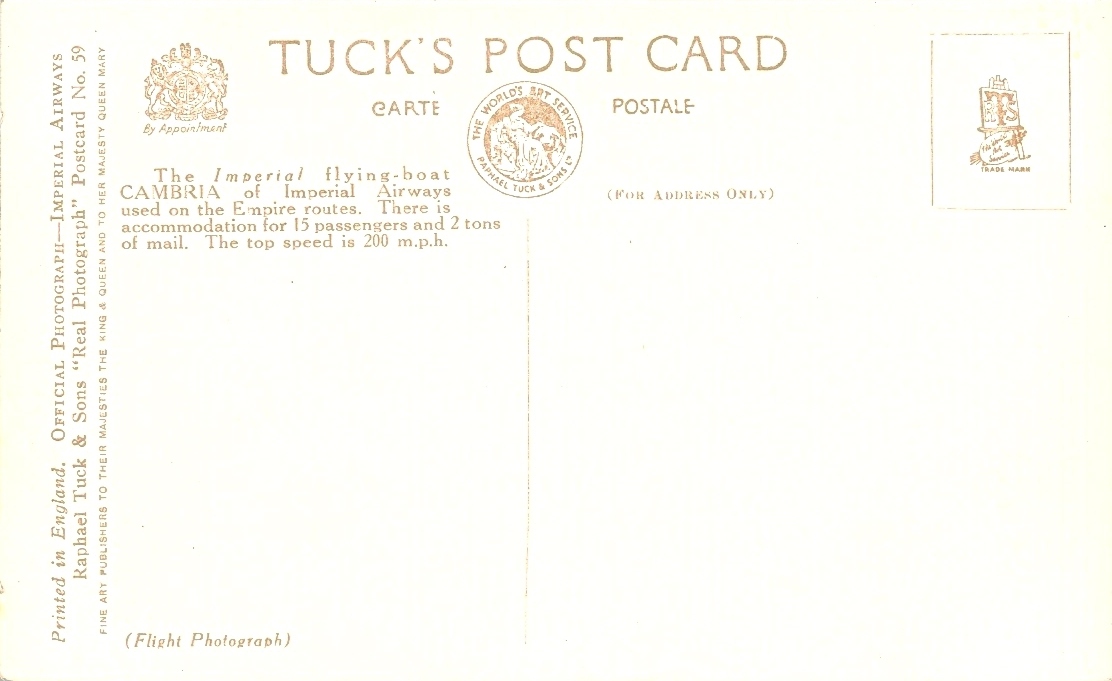 TUCK'S POST CARD
CARTE POSTALE
By Appointment
THE WORLD'S ART SERVICE
RAPHAEL TUCK & SONS LD
The Imperial flying-boat
CAMBRIA of Imperial Airways
used on the Empire routes. There is
accommodation for 15 passengers and 2 tons
of mail. The top speed is 200 m.p.h.
(FOR ADDRESS ONLY)
TRADE MARK
(Flight Photograph)
Printed in England. OFFICIAL PHOTOGRAPH—IMPERIAL AIRWAYS
Raphael Tuck & Sons "Real Photograph" Postcard No. 59
FINE ART PUBLISHERS TO THEIR MAJESTIES THE KING & QUEEN AND TO HER MAJESTY QUEEN MARY